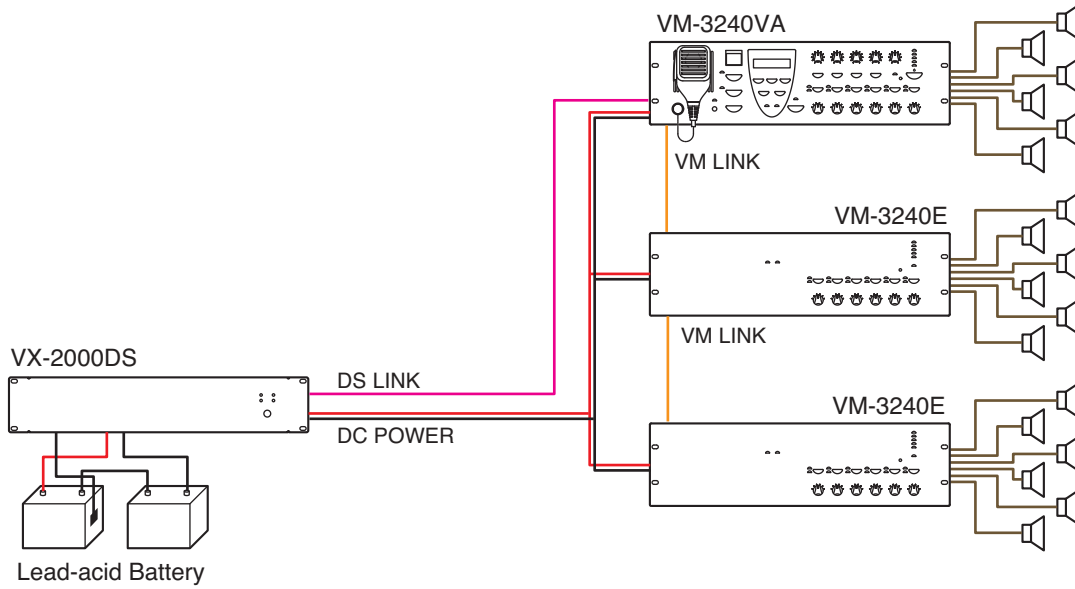 VM-3240VA
VM LINK
VM-3240E
VM LINK
VX-2000DS
DS LINK
VM-3240E
DC POWER
Lead-acid Battery